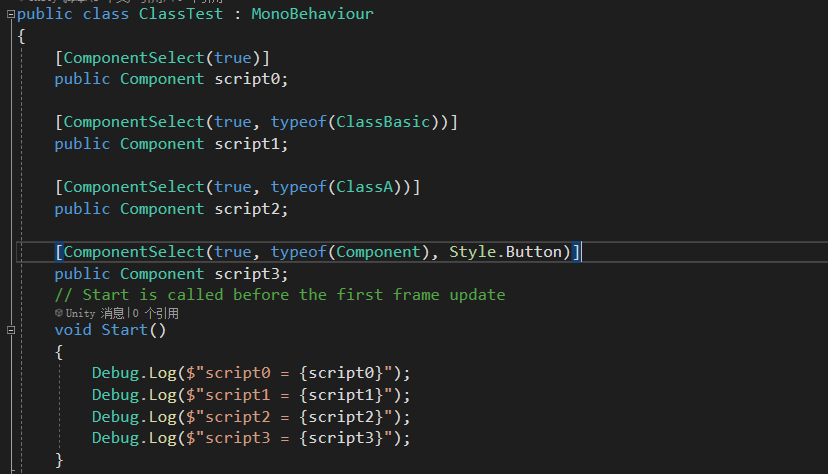 public class ClassTest : MonoBehaviour
{
[ComponentSelect(true)]
public Component script0;
[ComponentSelect(true, typeof(ClassBasic))]
public Component script1;
[ComponentSelect(true, typeof(ClassA))]
public Component script2;
[ComponentSelect(true, typeof(Component), Style.Button)]
public Component script3;
// Start is called before the first frame update
Unity 消息|0 个引用
void Start()
{
Debug.Log($"script0 = {script0}");
Debug.Log($"script1 = {script1}");
Debug.Log($"script2 = {script2}");
Debug.Log($"script3 = {script3}");
}